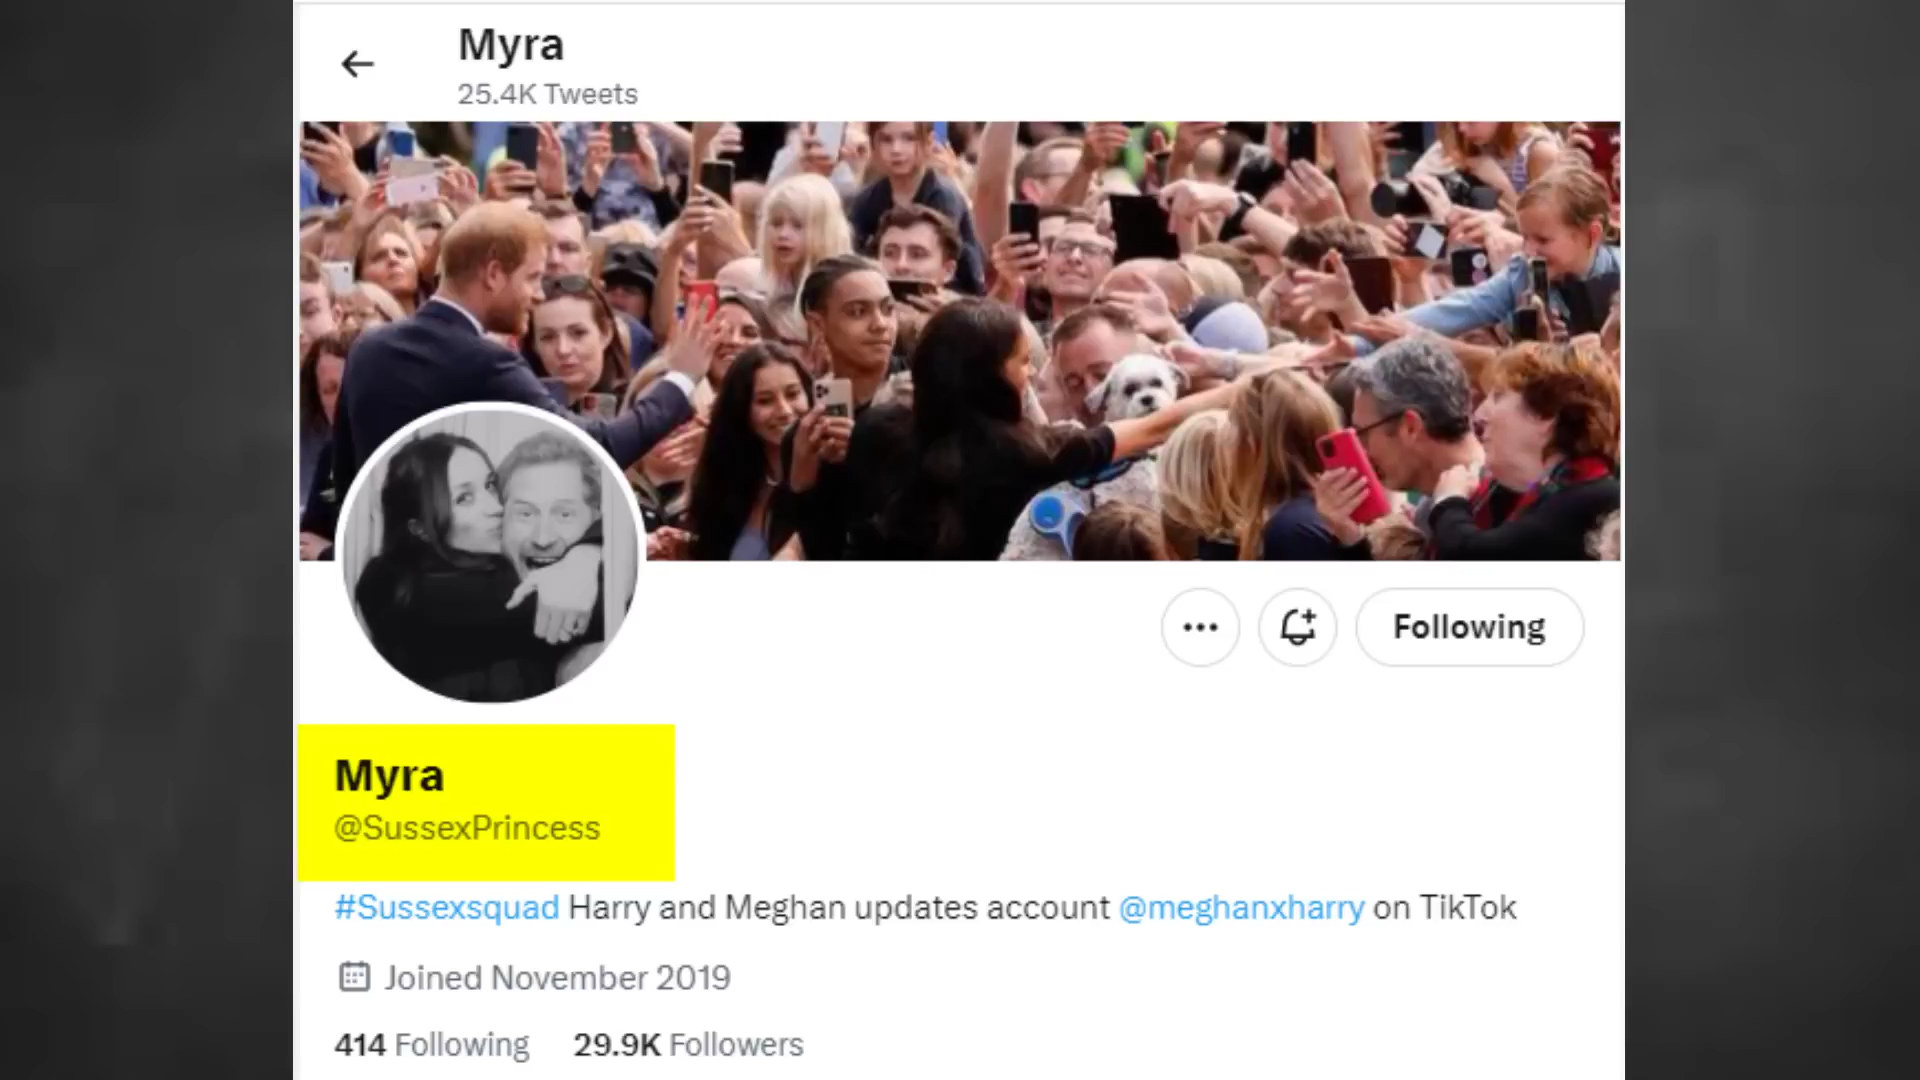 Myra
25.4K Tweets
Following
Myra
@SussexPrincess
#Sussexsquad Harry and Meghan updates account @meghanxharry on TikTok
Joined November 2019
414 Following 29.9K Followers